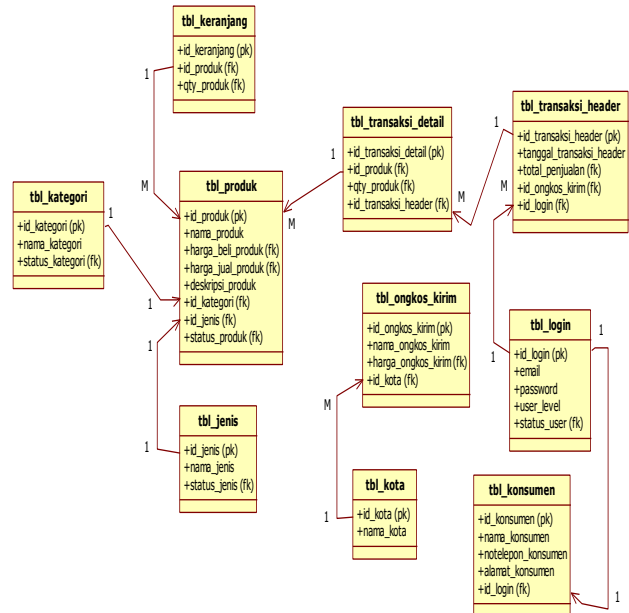 tbl_keranjang
+id_keranjang (pk)
+id_produk (fk)
+qty_produk (fk)
1
M
tbl_transaksi_detail
+id_transaksi_detail (pk)
+id_produk (fk)
+qty_produk (fk)
+id_transaksi_header (fk)
1
M
tbl_transaksi_header
+id_transaksi_header (pk)
+tanggal_transaksi_header
+total_penjualan (fk)
+id_ongkos_kirim (fk)
+id_login (fk)
1
M
M
tbl_kategori
+id_kategori (pk)
+nama_kategori
+status_kategori (fk)
1
1
tbl_produk
+id_produk (pk)
+nama_produk
+harga_beli_produk (fk)
+harga_jual_produk (fk)
+deskripsi_produk
+id_kategori (fk)
+id_jenis (fk)
+status_produk (fk)
1
1
tbl_ongkos_kirim
+id_ongkos_kirim (pk)
+nama_ongkos_kirim
+harga_ongkos_kirim (fk)
+id_kota (fk)
M
1
tbl_login
+id_login (pk)
+email
+password
+user_level
+status_user (fk)
1
1
tbl_jenis
+id_jenis (pk)
+nama_jenis
+status_jenis (fk)
tbl_kota
+id_kota (pk)
+nama_kota
tbl_konsumen
+id_konsumen (pk)
+nama_konsumen
+notelepon_konsumen
+alamat_konsumen
+id_login (fk)
1